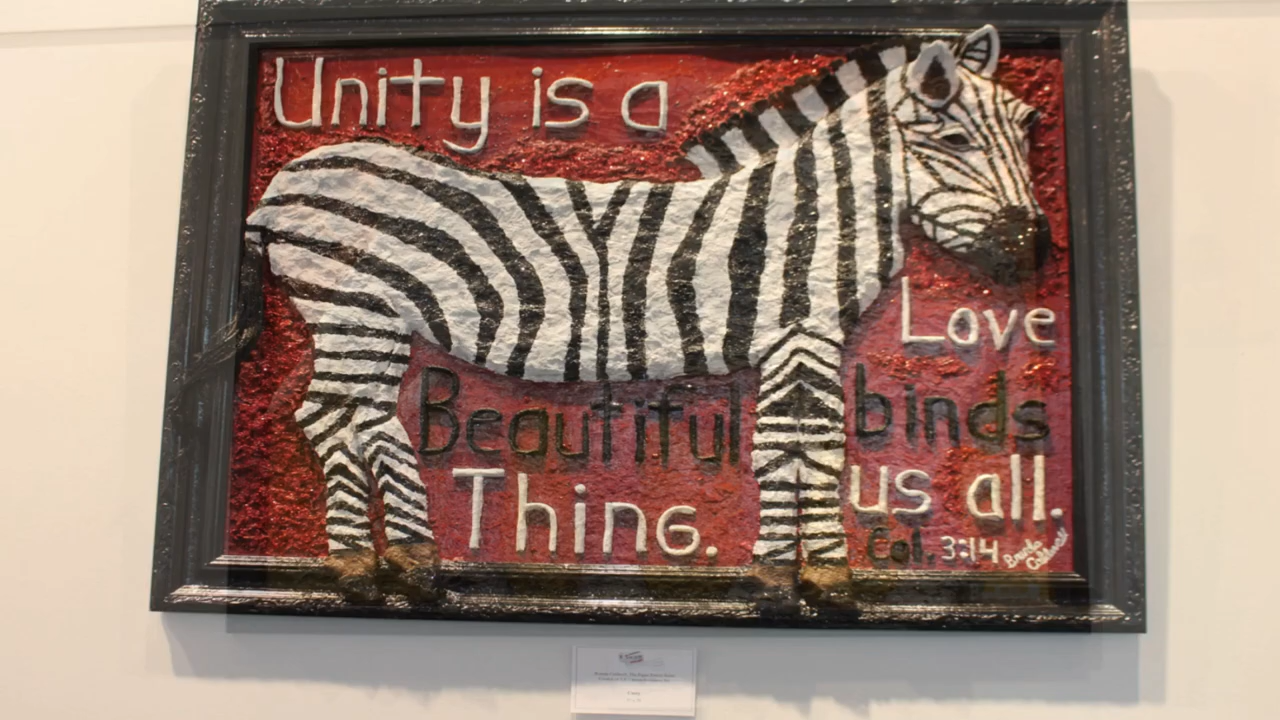 Unity is a
Beautiful
Thing.
Love
binds
us all.
Col. 3:14